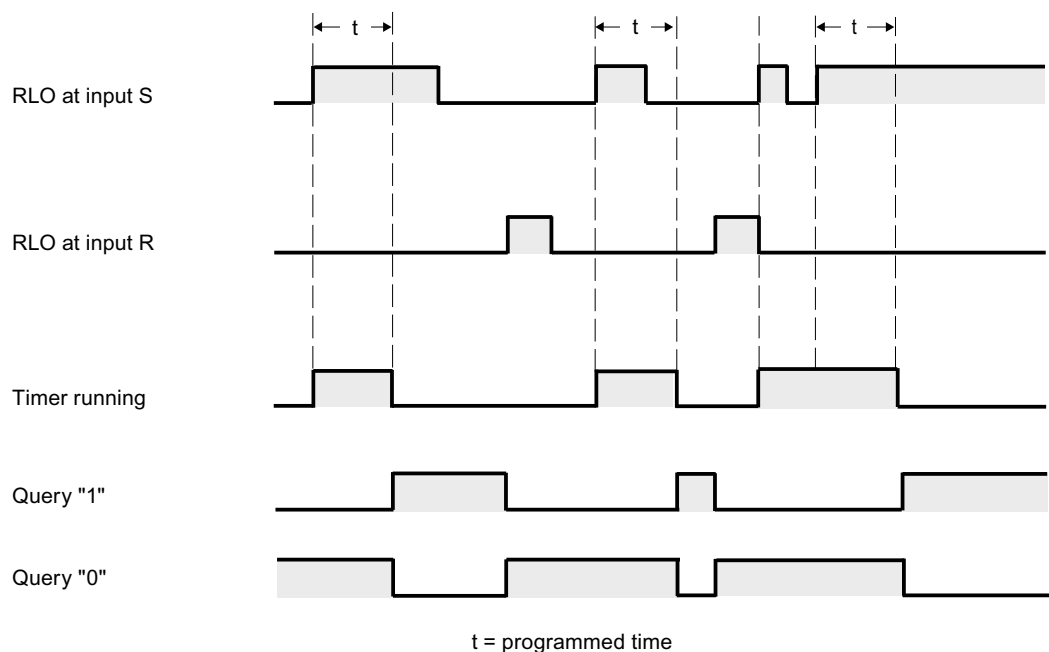 t t t
RLO at input S
RLO at input R
Timer running
Query "1"
Query "0"
t = programmed time